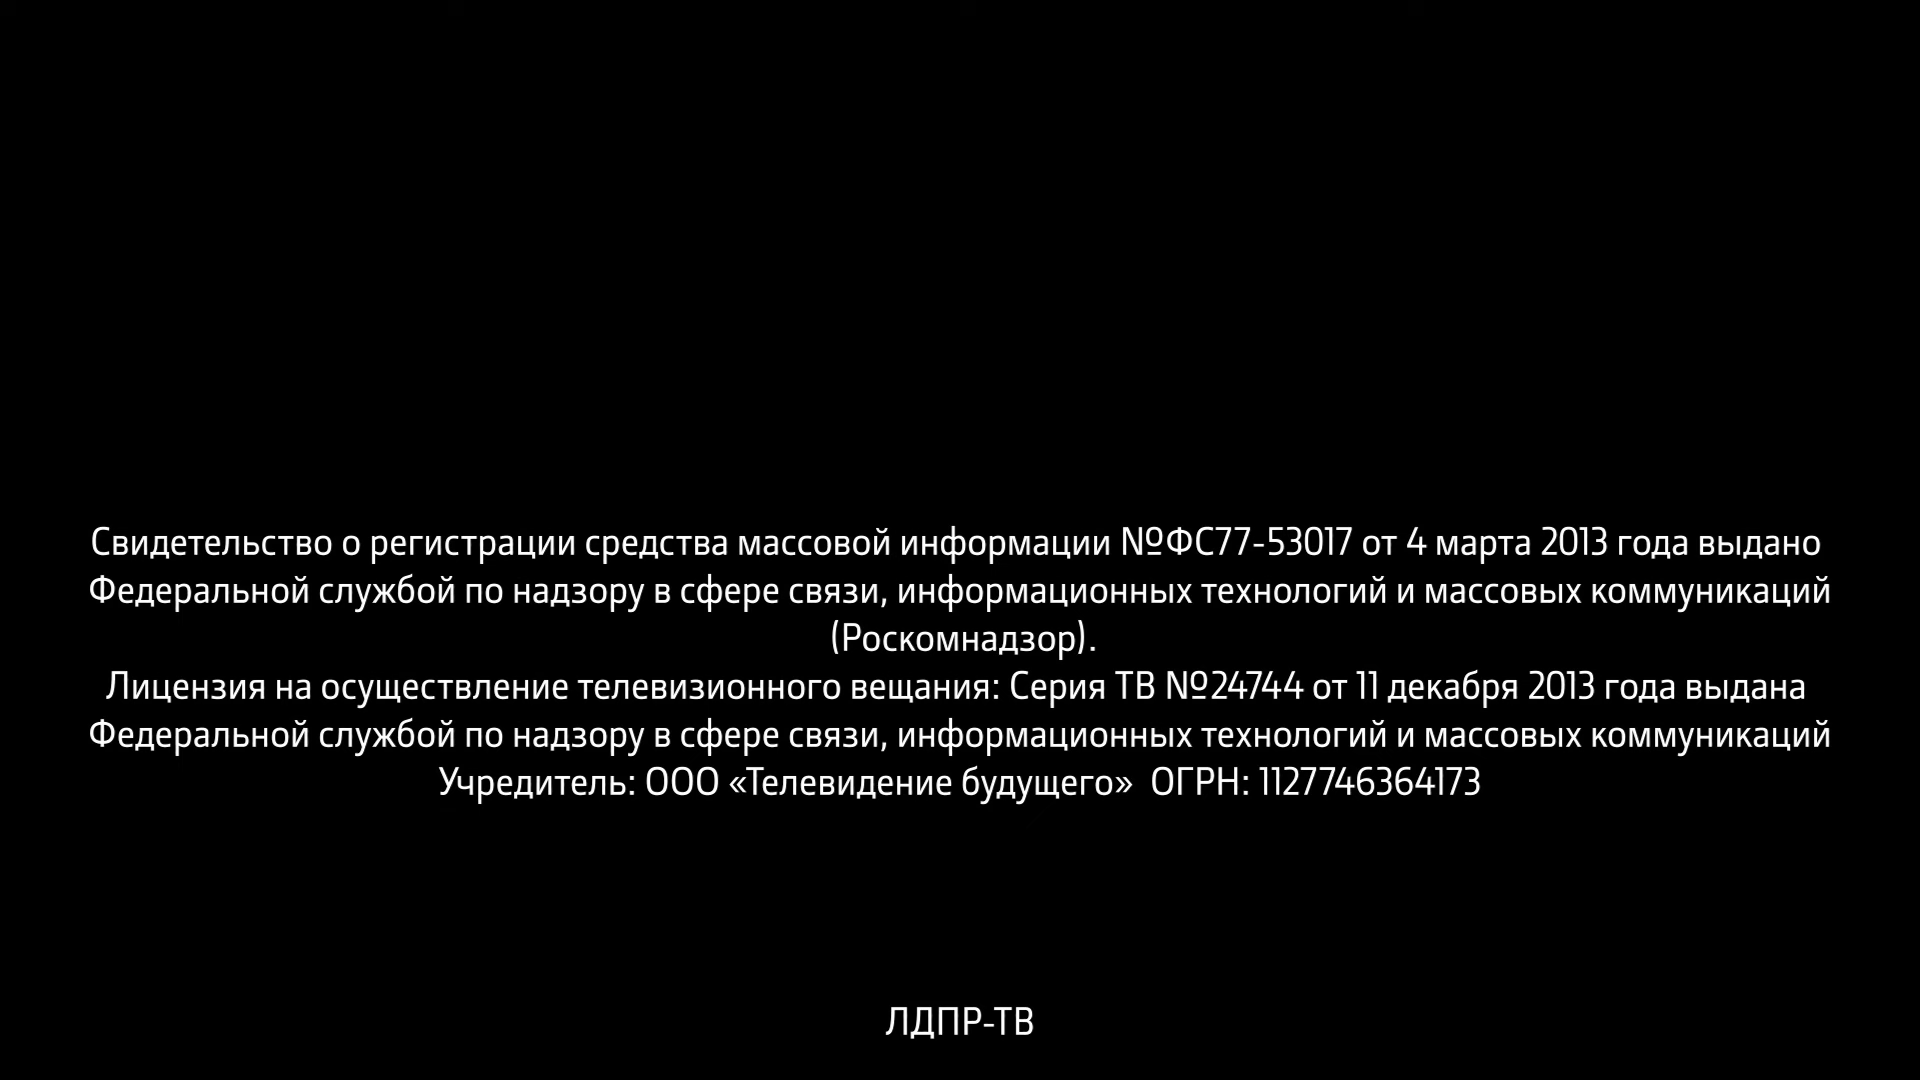 Свидетельство о регистрации средства массовой информации №ФС77-53017 от 4 марта 2013 года выдано
Федеральной службой по надзору в сфере связи, информационных технологий и массовых коммуникаций
(Роскомнадзор).
Лицензия на осуществление телевизионного вещания: Серия ТВ №24744 от 11 декабря 2013 года выдана
Федеральной службой по надзору в сфере связи, информационных технологий и массовых коммуникаций
Учредитель: ООО «Телевидение будущего»  ОГРН: 1127746364173
ЛДПР-ТВ